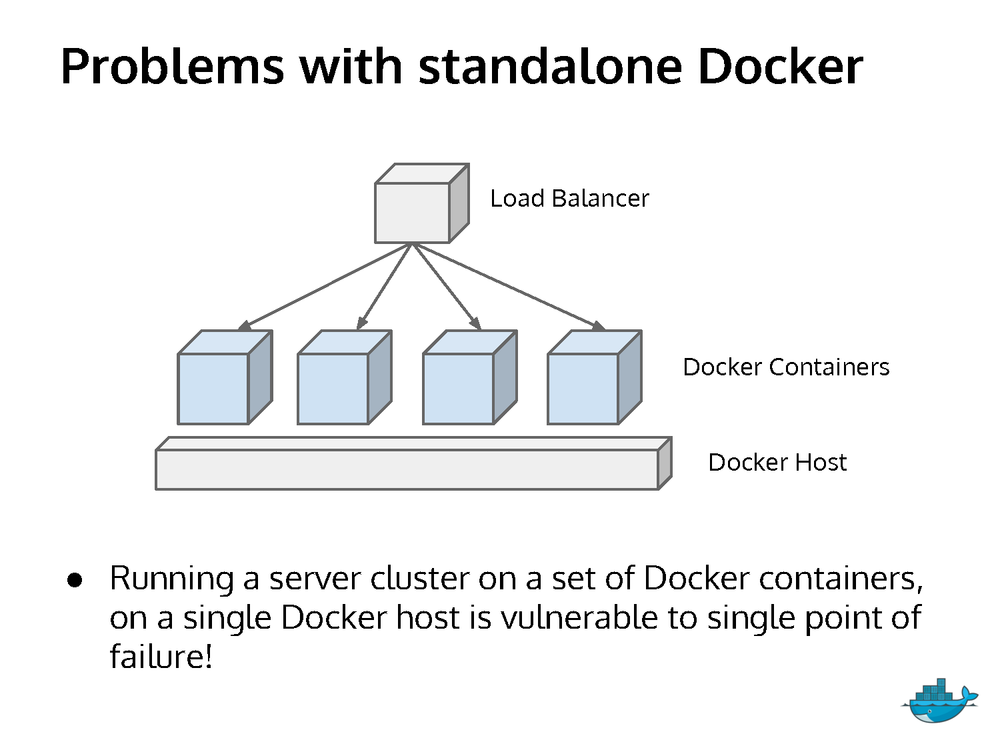 Problems with standalone Docker
Load Balancer
Docker Containers
Docker Host
● Running a server cluster on a set of Docker containers,
on a single Docker host is vulnerable to single point of
failure!